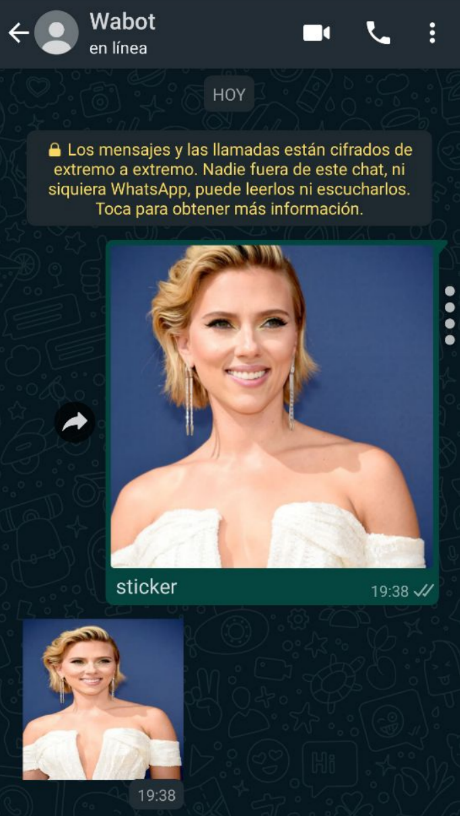 Wabot
en línea
HOY
Los mensajes y las llamadas están cifrados de
extremo a extremo. Nadie fuera de este chat, ni
siquiera WhatsApp, puede leerlos ni escucharlos.
Toca para obtener más información.
sticker
19:38
19:38
Hi